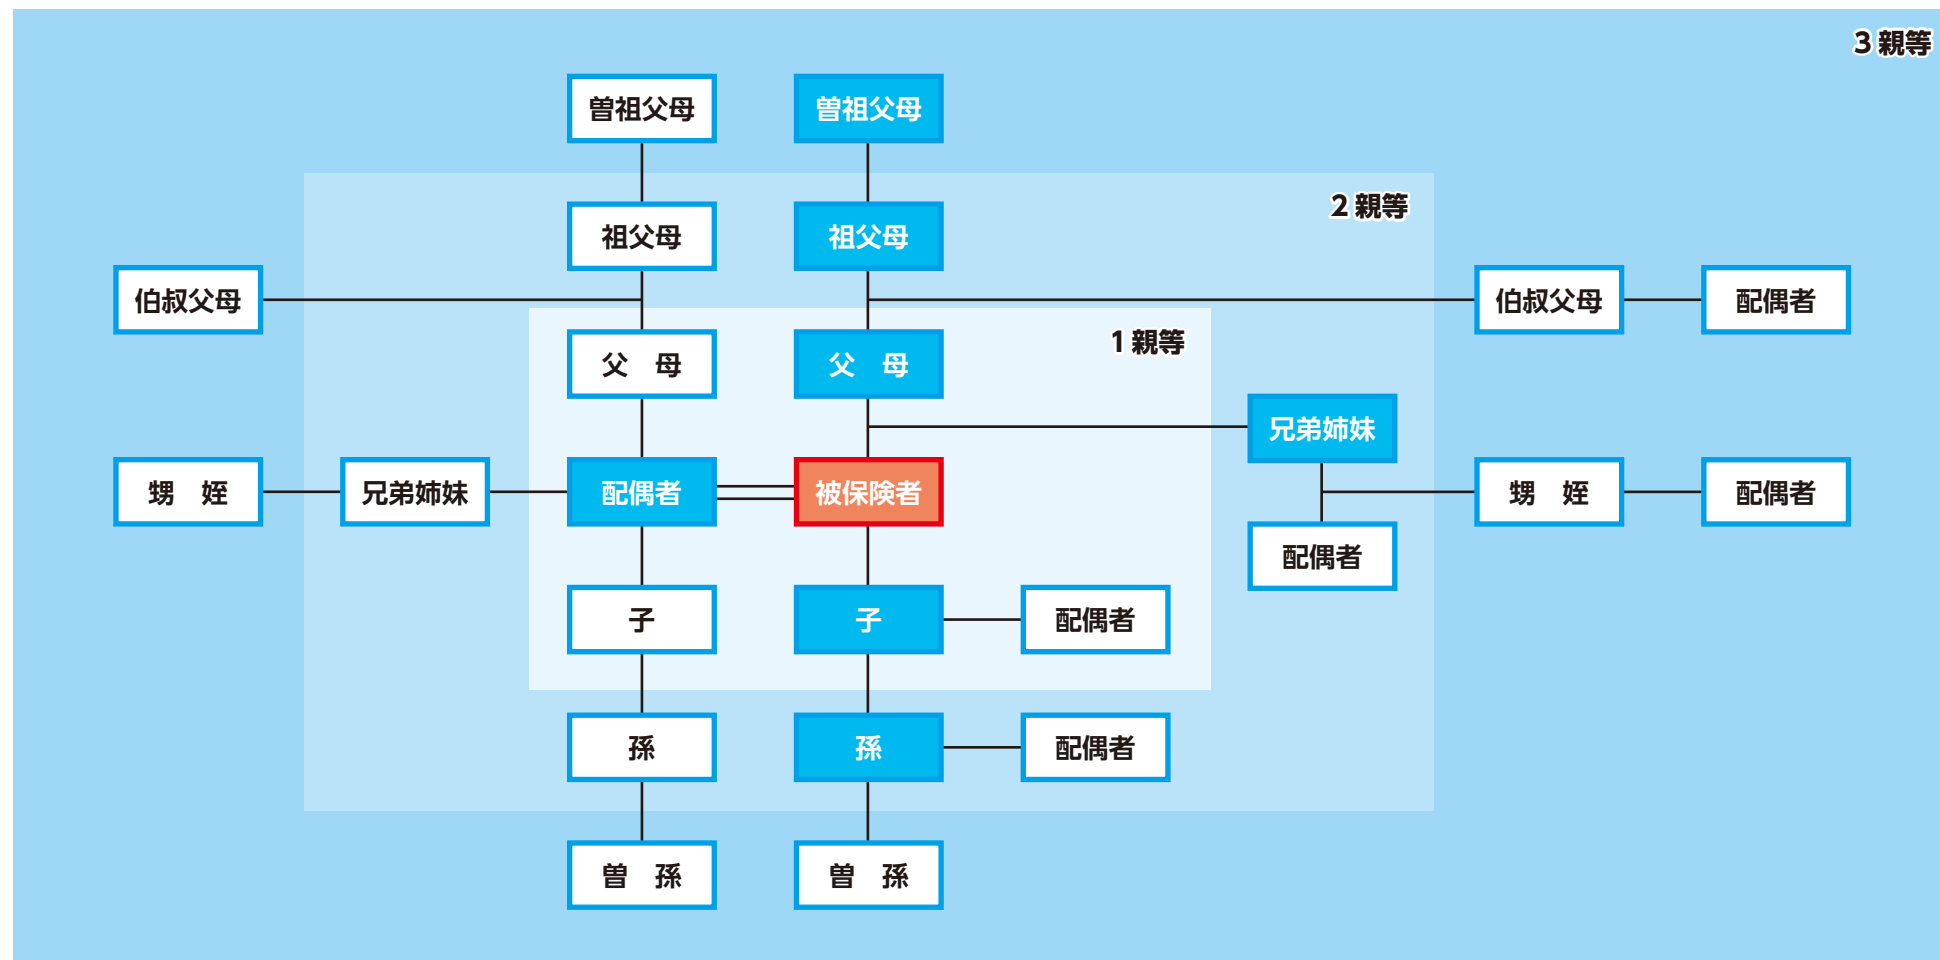 3 親等
曽祖父母
曽祖父母
2 親等
祖父母
祖父母
伯叔父母
伯叔父母
配偶者
1 親等
父　母
父　母
兄弟姉妹
甥　姪
兄弟姉妹
配偶者
被保険者
甥　姪
配偶者
配偶者
子
子
配偶者
孫
孫
配偶者
曽　孫
曽　孫